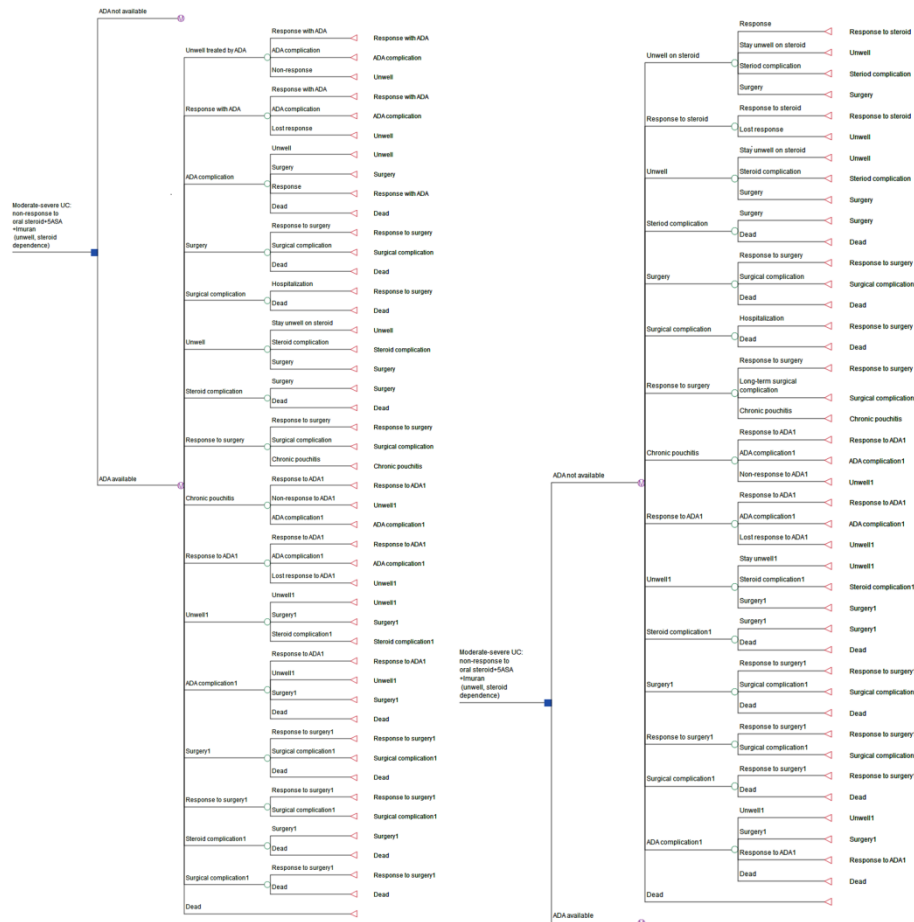 ADA not available
Unwell treated by ADA
Response with ADA
Response with ADA
ADA complication
ADA complication
Non-response
Unwell
Response with ADA
Response with ADA
Response with ADA
ADA complication
ADA complication
Lost response
Unwell
ADA complication
Unwell
Unwell
Surgery
Surgery
Response
Response with ADA
Dead
Dead
Moderate-severe UC:
non-response to
oral steroid+5ASA
+Imuran
(unwell, steroid
dependence)
Surgery
Response to surgery
Response to surgery
Surgical complication
Surgical complication
Dead
Dead
Surgical complication
Hospitalization
Response to surgery
Dead
Dead
Unwell
Stay unwell on steroid
Unwell
Steroid complication
Steroid complication
Surgery
Surgery
Steroid complication
Surgery
Surgery
Dead
Dead
Response to surgery
Response to surgery
Response to surgery
Surgical complication
Surgical complication
Chronic pouchitis
Chronic pouchitis
ADA available
Chronic pouchitis
Response to ADA1
Response to ADA1
Non-response to ADA1
Unwell1
ADA complication1
ADA complication1
Response to ADA1
Response to ADA1
Response to ADA1
ADA complication1
ADA complication1
Lost response to ADA1
Unwell1
Unwell1
Unwell1
Unwell1
Surgery1
Surgery1
Steroid complication1
Steroid complication1
ADA complication1
Response to ADA1
Response to ADA1
Unwell1
Unwell1
Surgery1
Surgery1
Dead
Dead
Surgery1
Response to surgery1
Response to surgery1
Surgical complication1
Surgical complication1
Dead
Dead
Response to surgery1
Response to surgery1
Response to surgery1
Surgical complication1
Surgical complication1
Steroid complication1
Surgery1
Surgery1
Dead
Dead
Surgical complication1
Response to surgery1
Response to surgery1
Dead
Dead
Dead
Unwell on steroid
Response
Response to steroid
Stay unwell on steroid
Unwell
Steriod complication
Steriod complication
Surgery
Surgery
Response to steroid
Response to steroid
Response to steroid
Lost response
Unwell
Unwell
Stay unwell on steroid
Unwell
Steroid complication
Steriod complication
Surgery
Surgery
Steriod complication
Surgery
Surgery
Dead
Dead
Surgery
Response to surgery
Response to surgery
Surgical complication
Surgical complication
Dead
Dead
Surgical complication
Hospitalization
Response to surgery
Dead
Dead
Response to surgery
Response to surgery
Response to surgery
Long-term surgical
complication
Surgical complication
Chronic pouchitis
Chronic pouchitis
Chronic pouchitis
Response to ADA1
Response to ADA1
ADA complication1
ADA complication1
Non-response to ADA1
Unwell1
ADA not available
Response to ADA1
Response to ADA1
Response to ADA1
ADA complication1
ADA complication1
Lost response to ADA1
Unwell1
Unwell1
Stay unwell1
Unwell1
Steroid complication1
Steroid complication1
Surgery1
Surgery1
Steroid complication1
Surgery1
Surgery1
Dead
Dead
Moderate-severe UC:
non-response to
oral steroid+5ASA
+Imuran
(unwell, steroid
dependence)
Surgery1
Response to surgery1
Response to surgery
Surgical complication1
Surgical complication
Dead
Dead
Response to surgery1
Response to surgery1
Response to surgery
Surgical complication1
Surgical complication
Surgical complication1
Response to surgery1
Response to surgery
Dead
Dead
ADA complication1
Unwell1
Unwell1
Surgery1
Surgery1
Response to ADA1
Response to ADA1
Dead
Dead
Dead
ADA available